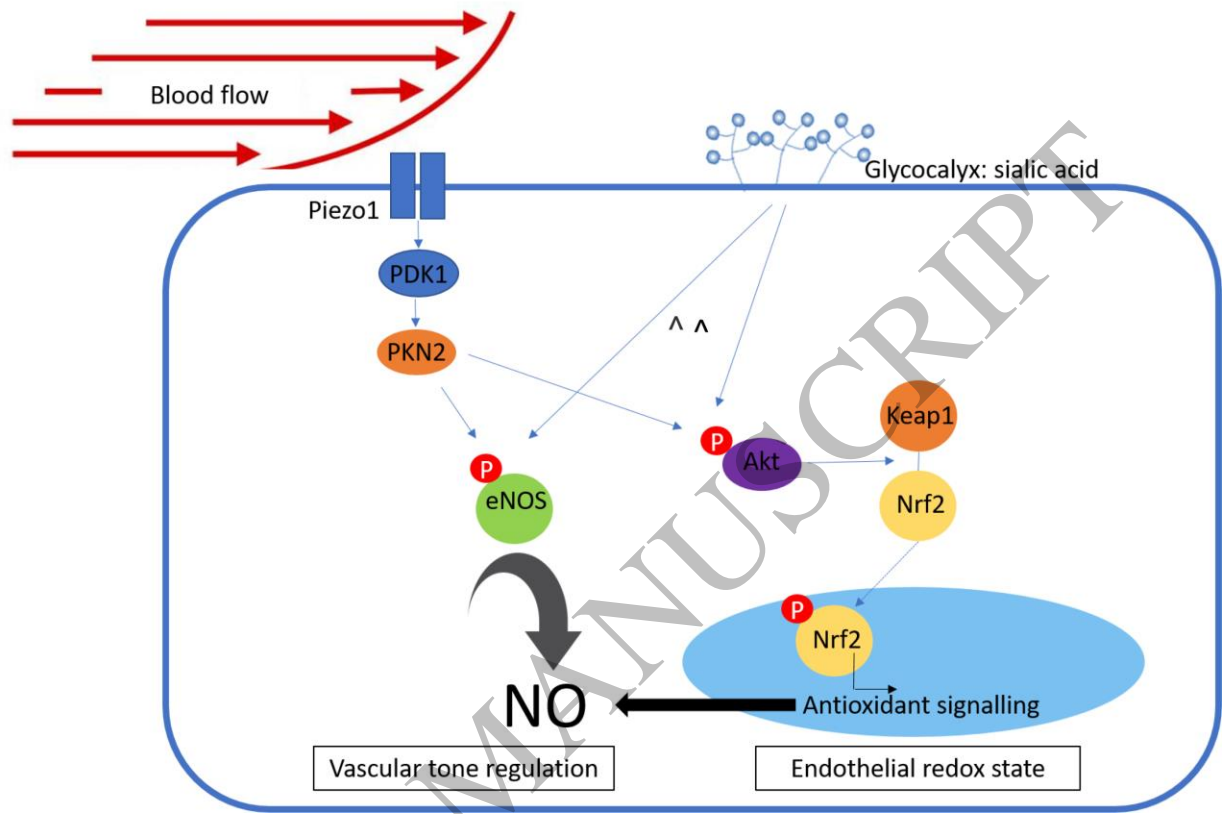 Blood flow
Glycocalyx: sialic acid
Piezo1
PDK1
PKN2
^ ^
Keap1
P
Akt
P
eNOS
Nrf2
P
Nrf2
NO
Antioxidant signalling
Vascular tone regulation
Endothelial redox state
MANUSCRIPT